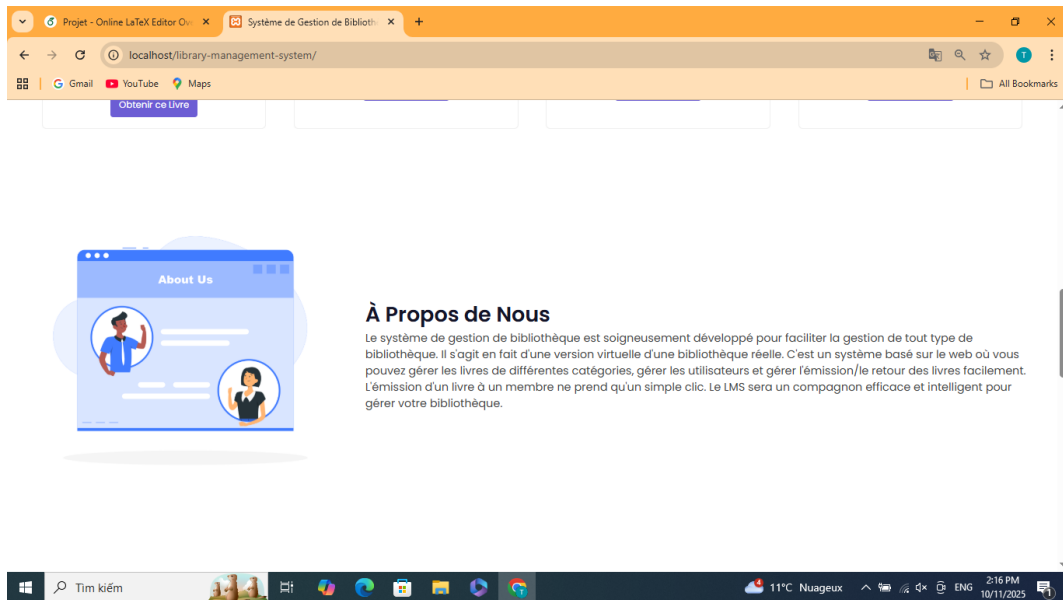 Projet - Online LaTeX Editor Ov
Système de Gestion de Biblioth
localhost/library-management-system/
T
Gmail
YouTube
Maps
All Bookmarks
Obtenir ce Livre
About Us
À Propos de Nous
Le système de gestion de bibliothèque est soigneusement développé pour faciliter la gestion de tout type de
bibliothèque. Il s'agit en fait d'une version virtuelle d'une bibliothèque réelle. C'est un système basé sur le web où vous
pouvez gérer les livres de différentes catégories, gérer les utilisateurs et gérer l'émission/le retour des livres facilement.
L'émission d'un livre à un membre ne prend qu'un simple clic. Le LMS sera un compagnon efficace et intelligent pour
gérer votre bibliothèque.
Tìm kiếm
11°C Nuageux
ENG
2:16 PM
10/11/2025